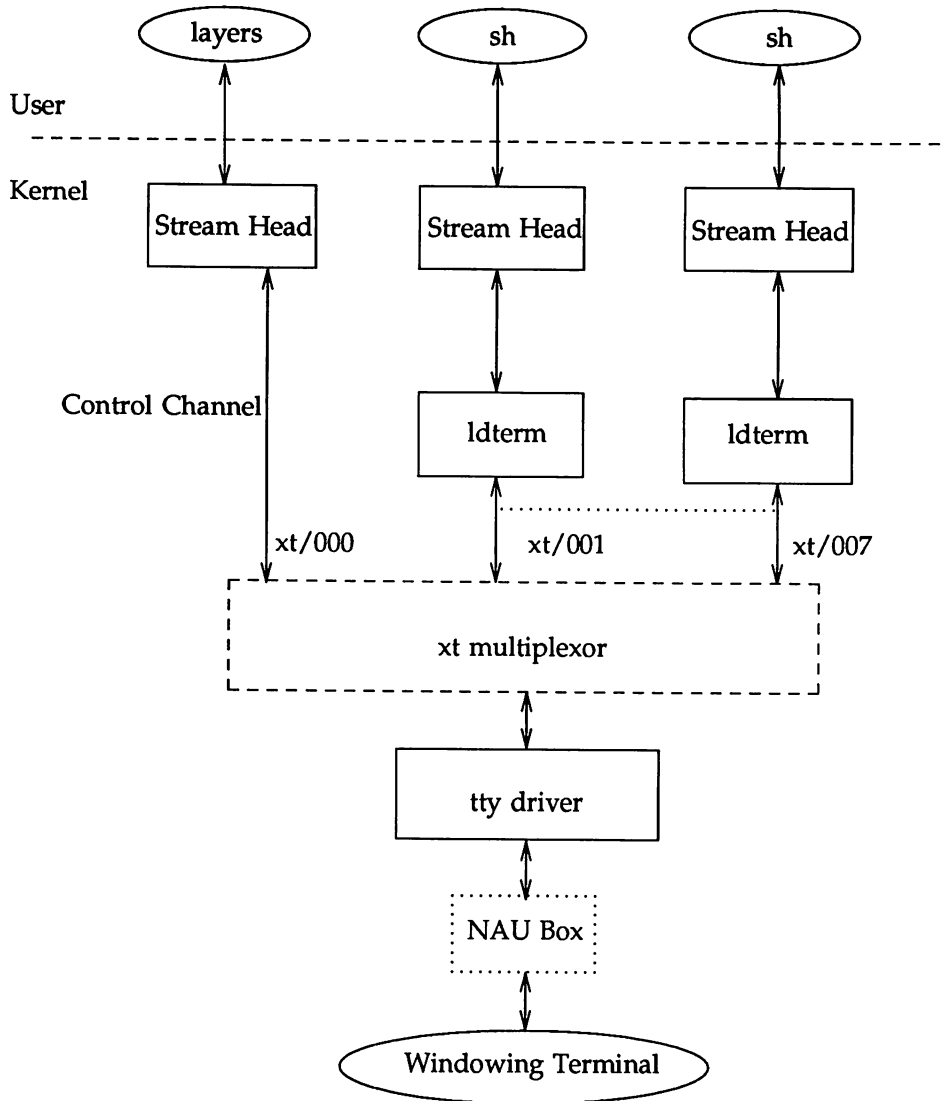 layers
sh
sh
User
Kernel
Stream Head
Stream Head
Stream Head
Control Channel
ldterm
ldterm
xt/000
xt/001
xt/007
xt multiplexor
tty driver
NAU Box
Windowing Terminal